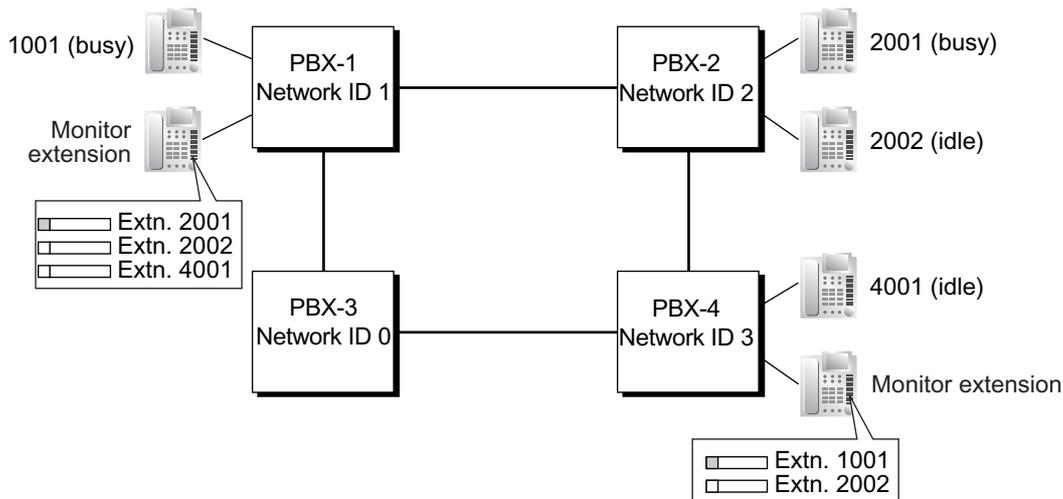 1001 (busy)
PBX-1
Network ID 1
Monitor
extension
Extn. 2001
Extn. 2002
Extn. 4001
PBX-2
Network ID 2
2001 (busy)
2002 (idle)
PBX-3
Network ID 0
PBX-4
Network ID 3
4001 (idle)
Monitor extension
Extn. 1001
Extn. 2002